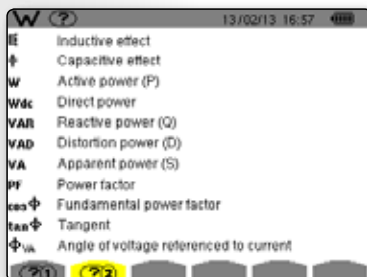 W (?) 13/02/13 16:57
Inductive effect
Capacitive effect
W Active power (P)
Wdc Direct power
VAR Reactive power (Q)
VAD Distortion power (D)
VA Apparent power (S)
PF Power factor
cos Φ Fundamental power factor
tan Φ Tangent
Φ VA Angle of voltage referenced to current
(?)1 (?)2